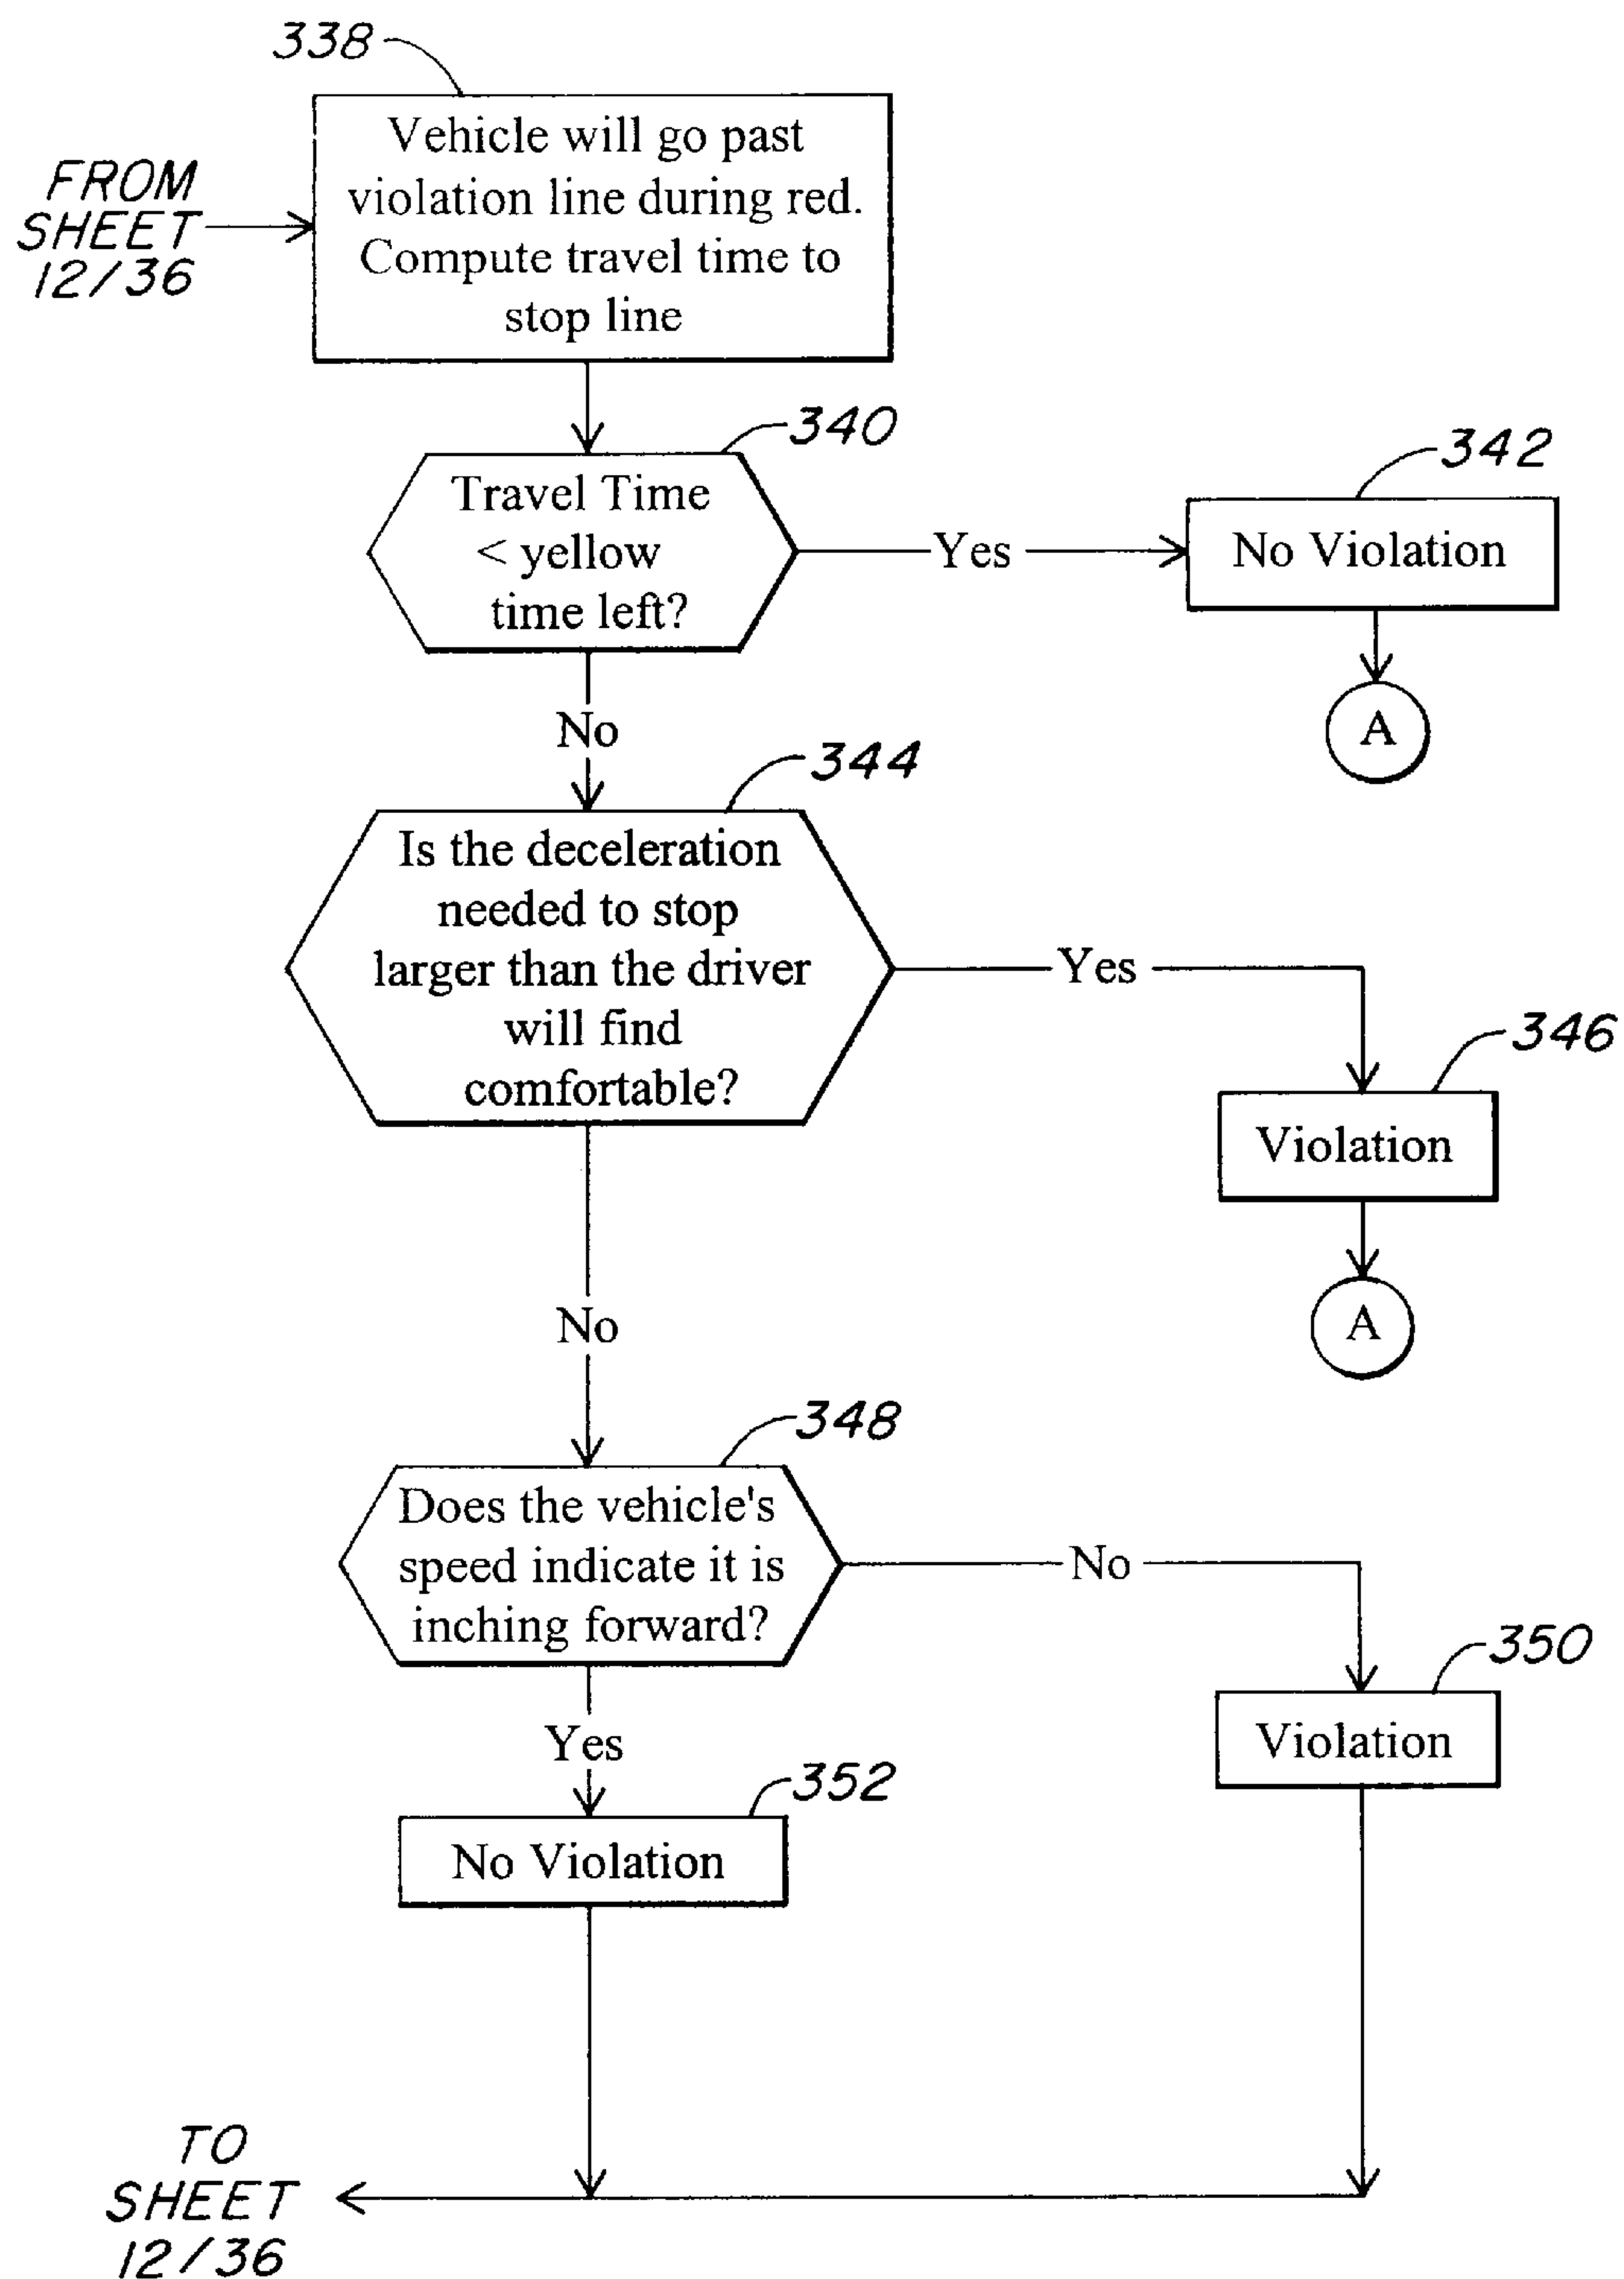 338
FROM
SHEET
12/36
Vehicle will go past
violation line during red.
Compute travel time to
stop line
340
Travel Time
< yellow
time left?
Yes
342
No Violation
A
No
344
Is the deceleration
needed to stop
larger than the driver
will find
comfortable?
Yes
346
Violation
A
No
348
Does the vehicle's
speed indicate it is
inching forward?
No
350
Violation
Yes
352
No Violation
TO
SHEET
12/36